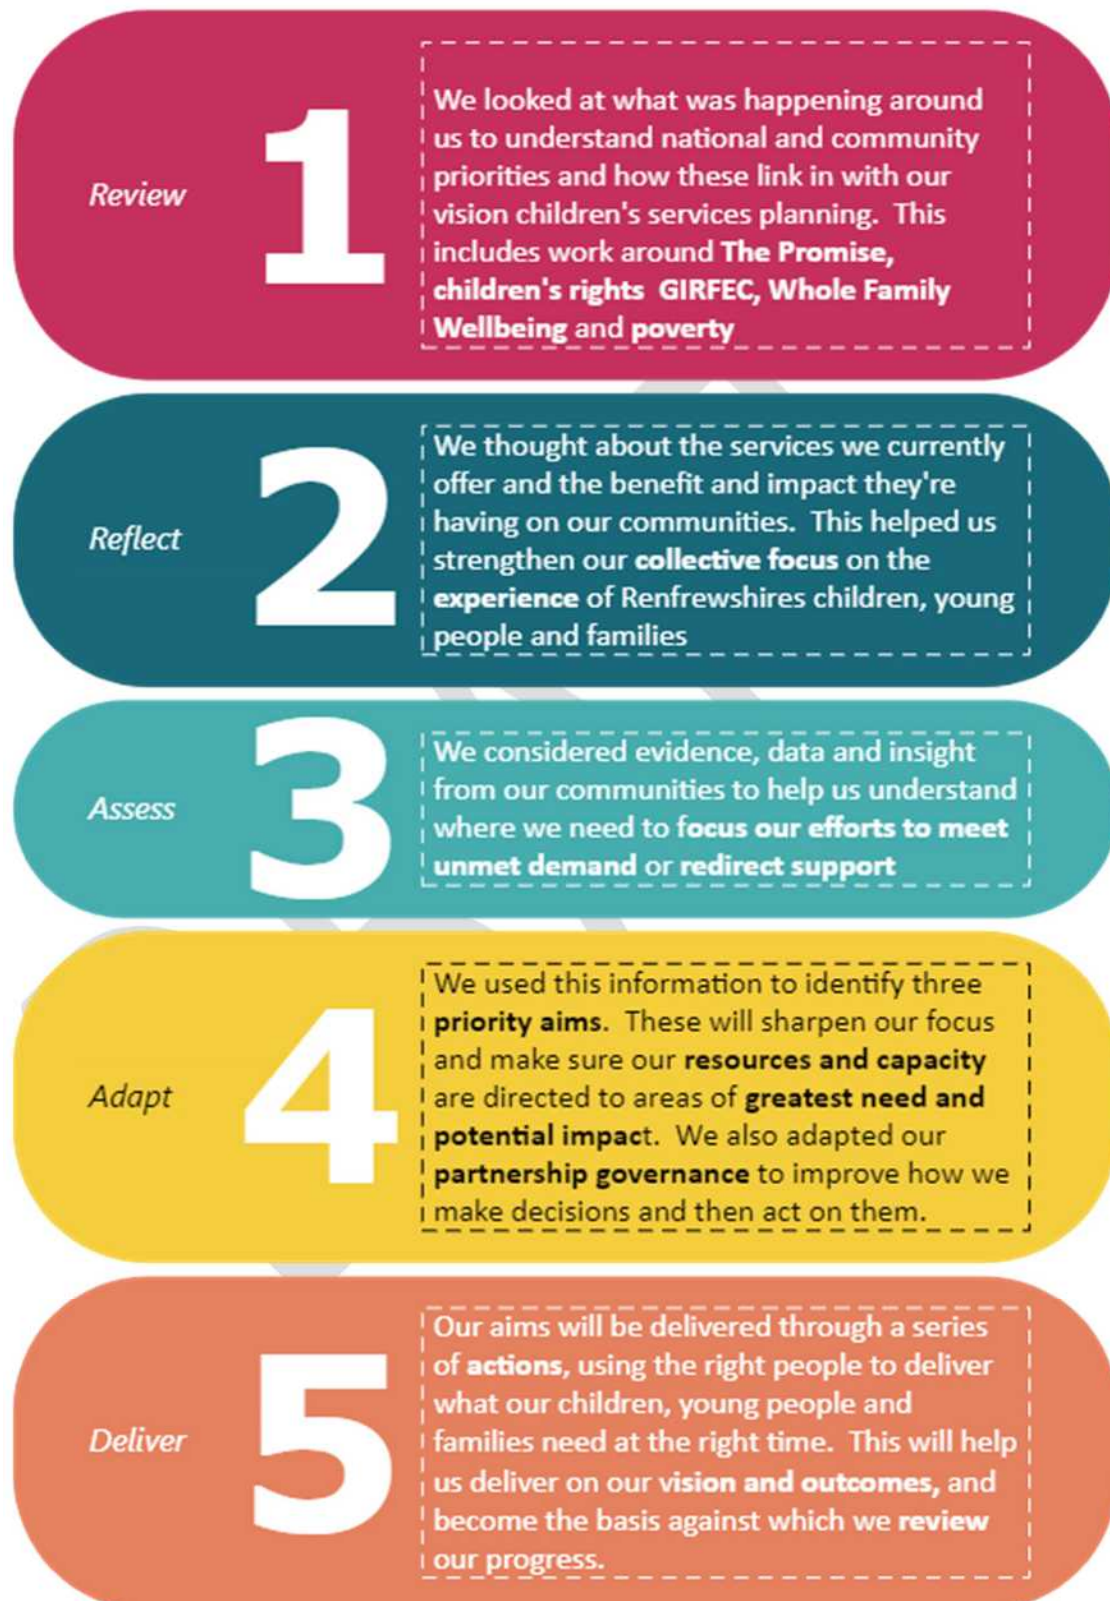 Review
1
We looked at what was happening around
us to understand national and community
priorities and how these link in with our
vision children's services planning.  This
includes work around The Promise,
children's rights  GIRFEC, Whole Family
Wellbeing and poverty
Reflect
2
We thought about the services we currently
offer and the benefit and impact they're
having on our communities.  This helped us
strengthen our collective focus on the
experience of Renfrewshires children, young
people and families
Assess
3
We considered evidence, data and insight
from our communities to help us understand
where we need to focus our efforts to meet
unmet demand or redirect support
Adapt
4
We used this information to identify three
priority aims.  These will sharpen our focus
and make sure our resources and capacity
are directed to areas of greatest need and
potential impact.  We also adapted our
partnership governance to improve how we
make decisions and then act on them.
Deliver
5
Our aims will be delivered through a series
of actions, using the right people to deliver
what our children, young people and
families need at the right time.  This will help
us deliver on our vision and outcomes, and
become the basis against which we review
our progress.